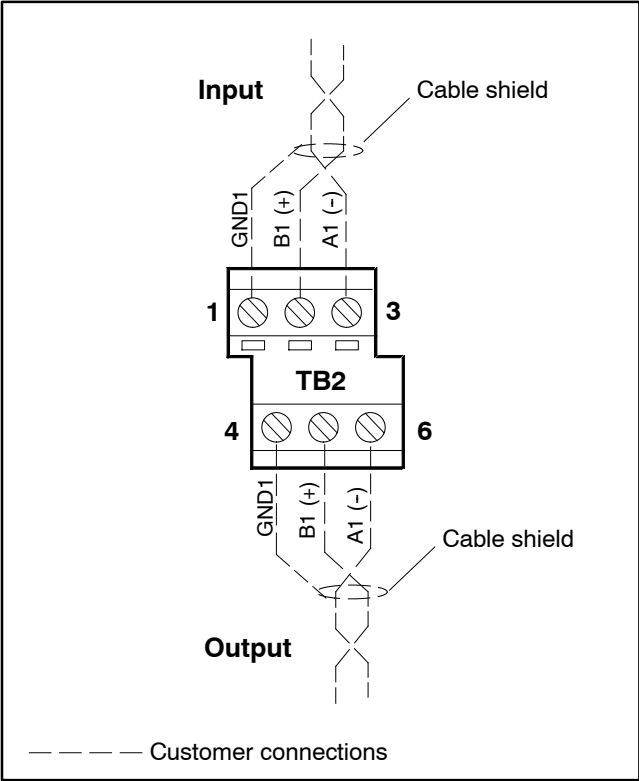 Input
Cable shield
GND1
B1 (+)
A1 (-)
1
3
TB2
4
6
GND1
B1 (+)
A1 (-)
Cable shield
Output
Customer connections